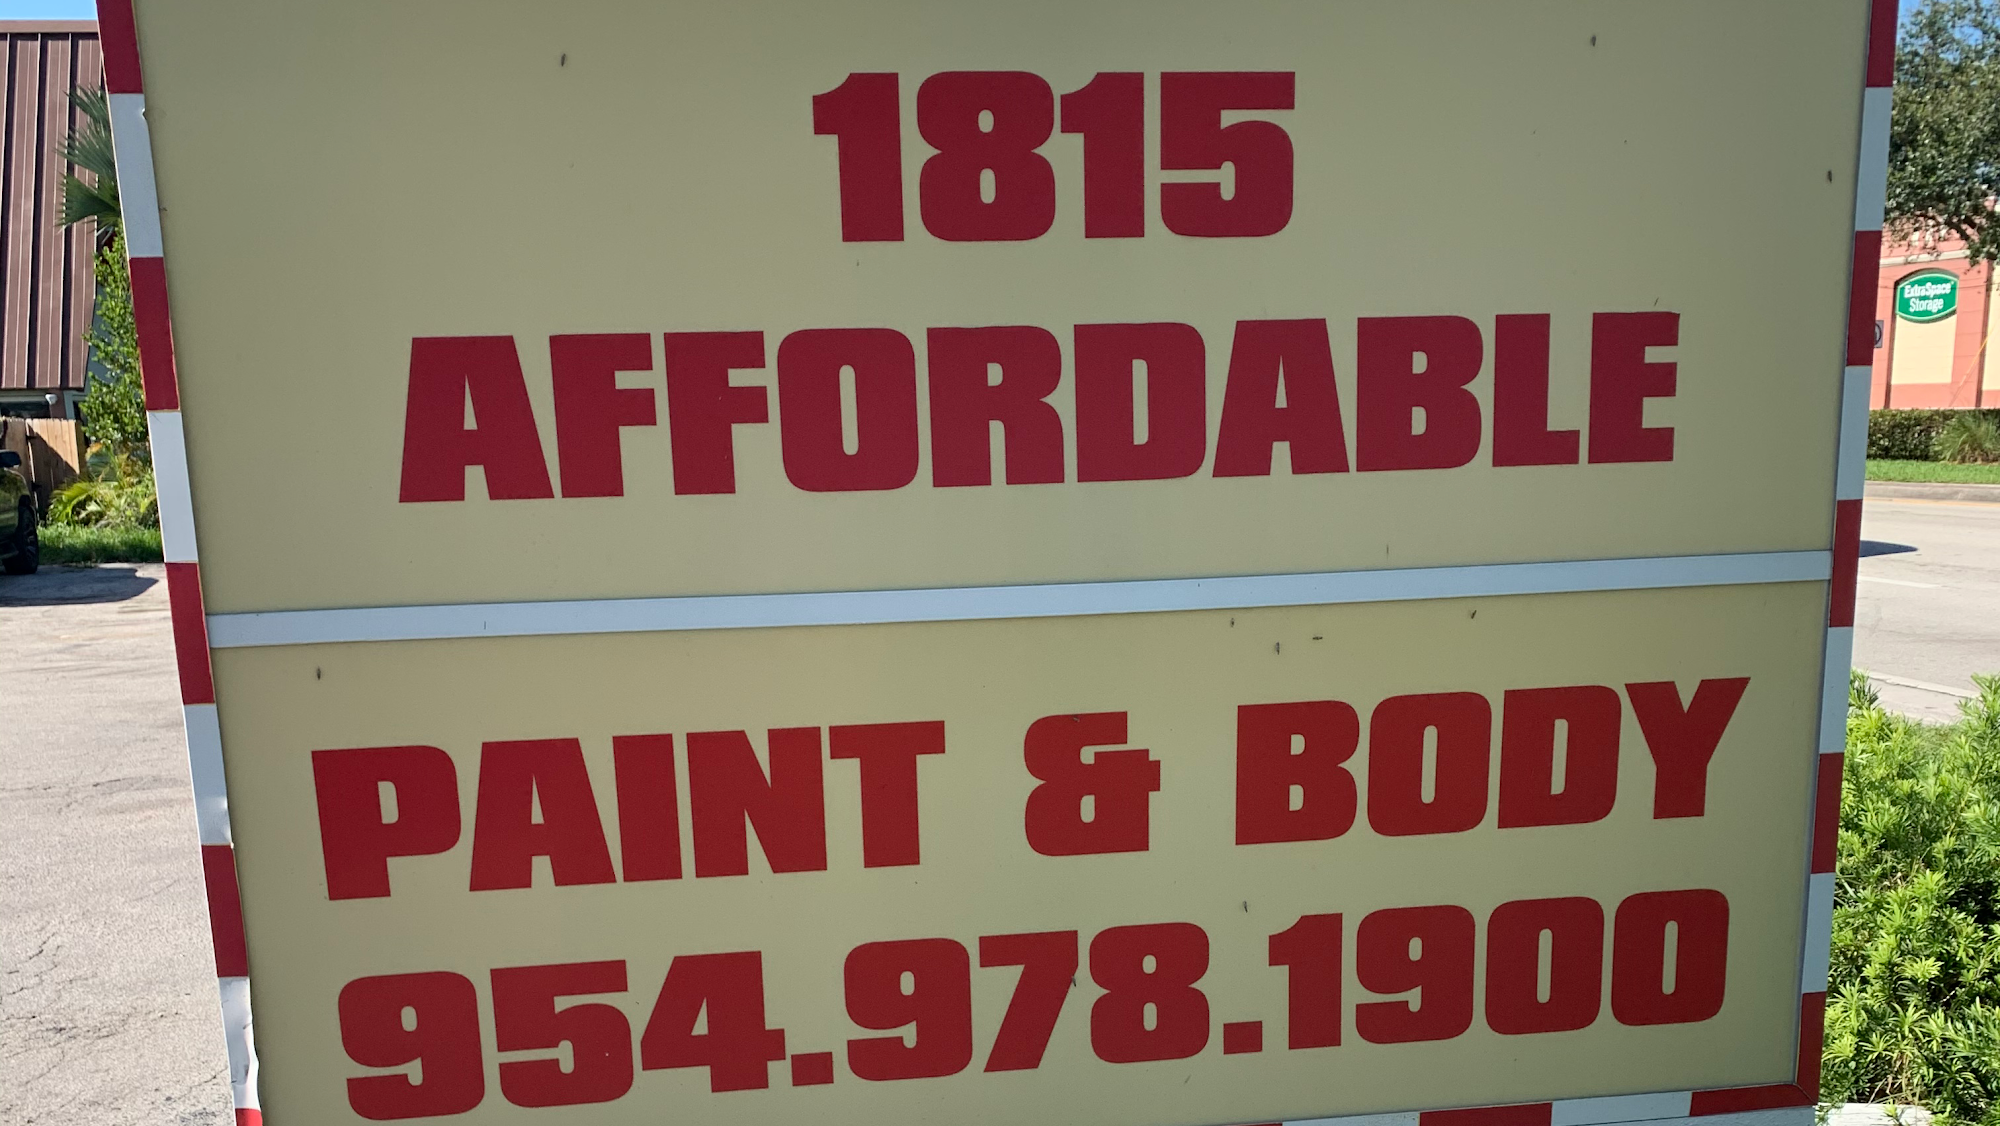 1815
AFFORDABLE
PAINT & BODY
954.978.1900
ExtraSpace
Storage